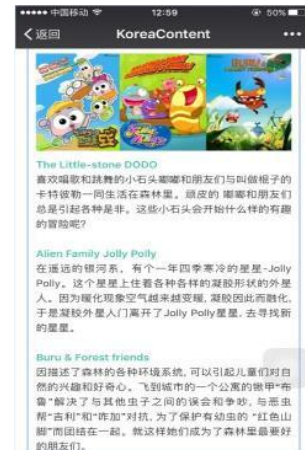 中国移动 12:59 50%
返回 KoreaContent
The Little-stone DODO
喜欢唱歌和跳舞的小石头嘟嘟和朋友们与叫做棍子的
卡特彼勒一同生活在森林里。顽皮的 嘟嘟和朋友们
总是引起各种是非。这些小石头会开始什么样的有趣
的冒险呢?
Alien Family Jolly Polly
在遥远的银河系，有个一年四季寒冷的星星-Jolly
Polly。这个星星上住着各种各样的凝胶形状的外星
人。因为暖化现象空气越来越变暖, 凝胶因此而融化,
于是凝胶外星人门离开了Jolly Polly星星, 去寻找新
的星星。
Buru & Forest friends
因描述了森林的各种环境系统, 可以引起儿童们对自
然的兴趣和好奇心。飞到城市的一个公寓的锹甲"布
鲁"解决了与其他虫子之间的误会和争吵, 与恶虫
帮"吉利"和"咋加"对抗, 为了保护有幼虫的 "红色山
脚"而团结在一起。就这样她们成为了森林里最要好
的朋友们。